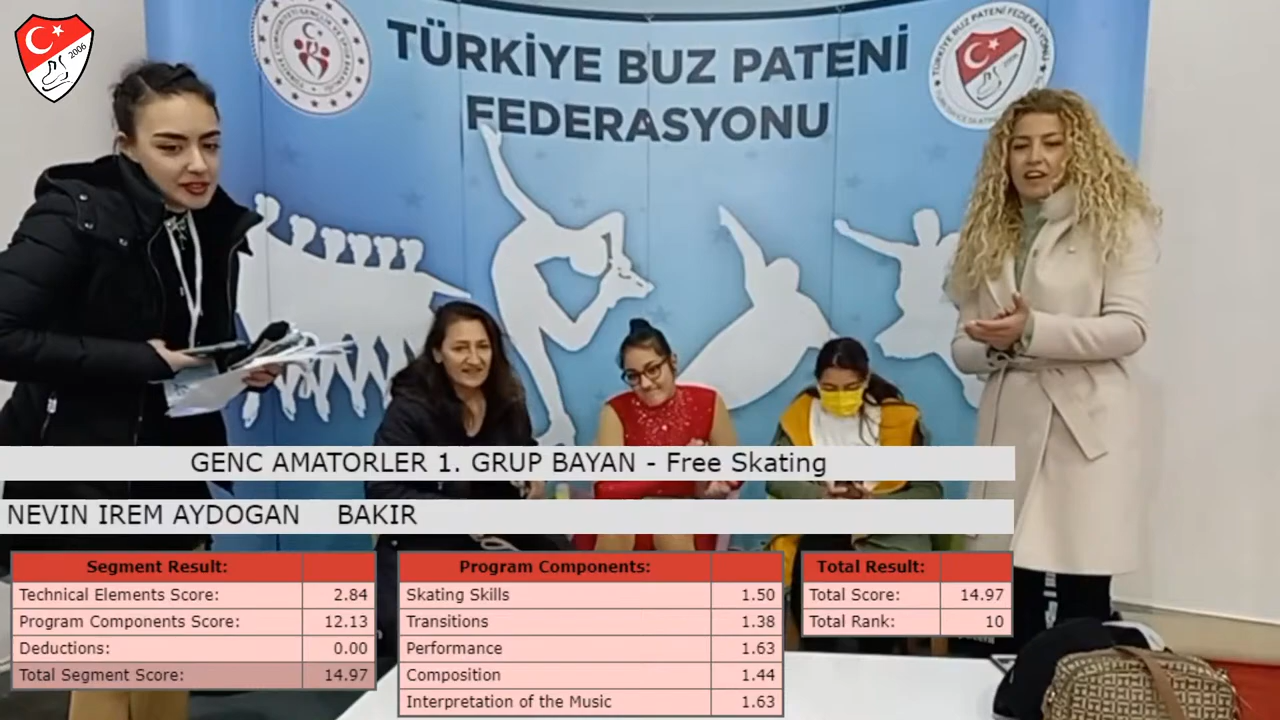 2006
TÜRKİYE BUZ PATENİ
FEDERASYONU
GENC AMATORLER 1. GRUP BAYAN - Free Skating
NEVIN IREM AYDOGAN BAKIR
Segment Result:
Technical Elements Score: 2.84
Program Components Score: 12.13
Deductions: 0.00
Total Segment Score: 14.97
Program Components:
Skating Skills 1.50
Transitions 1.38
Performance 1.63
Composition 1.44
Interpretation of the Music 1.63
Total Result:
Total Score: 14.97
Total Rank: 10